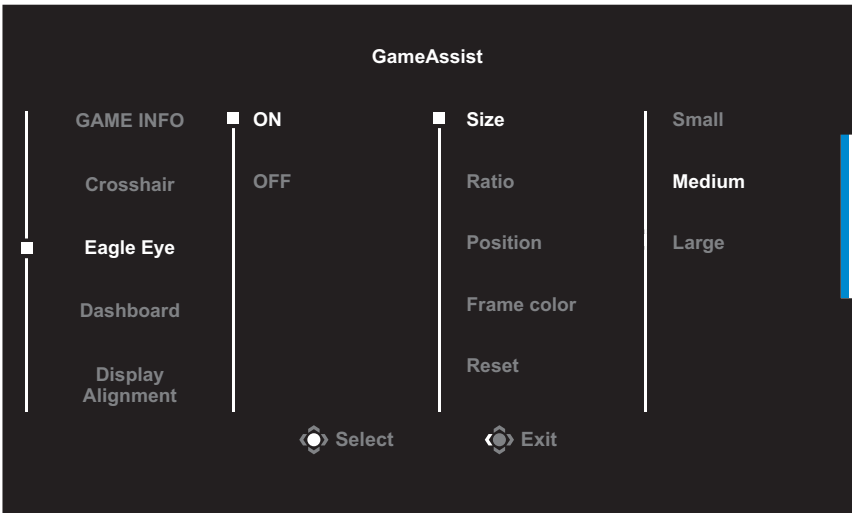 GameAssist
GAME INFO
Crosshair
Eagle Eye
Dashboard
Display
Alignment
ON
OFF
Size
Ratio
Position
Frame color
Reset
Small
Medium
Large
Select
Exit